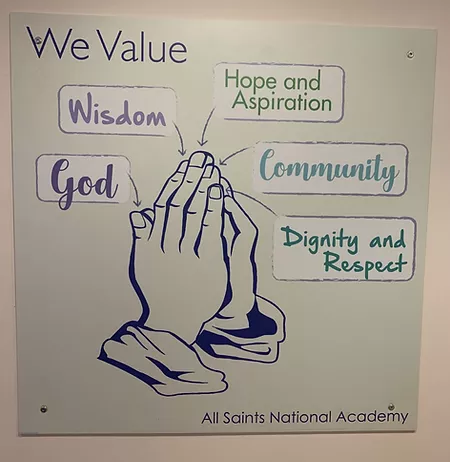 We Value
Hope and
Aspiration
Wisdom
Community
God
Dignity and
Respect
All Saints National Academy